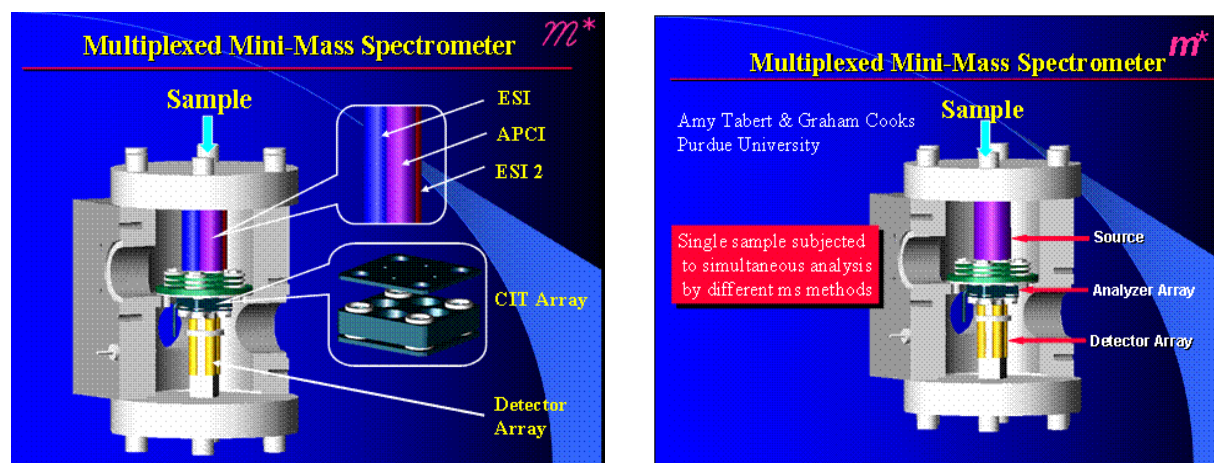 Multiplexed Mini-Mass Spectrometer
m*
Sample
ESI
APCI
ESI 2
CIT Array
Detector
Array
Multiplexed Mini-Mass Spectrometer
m*
Amy Tabert & Graham Cooks
Purdue University
Sample
Single sample subjected
to simultaneous analysis
by different ms methods
Source
Analyzer Array
Detector Array